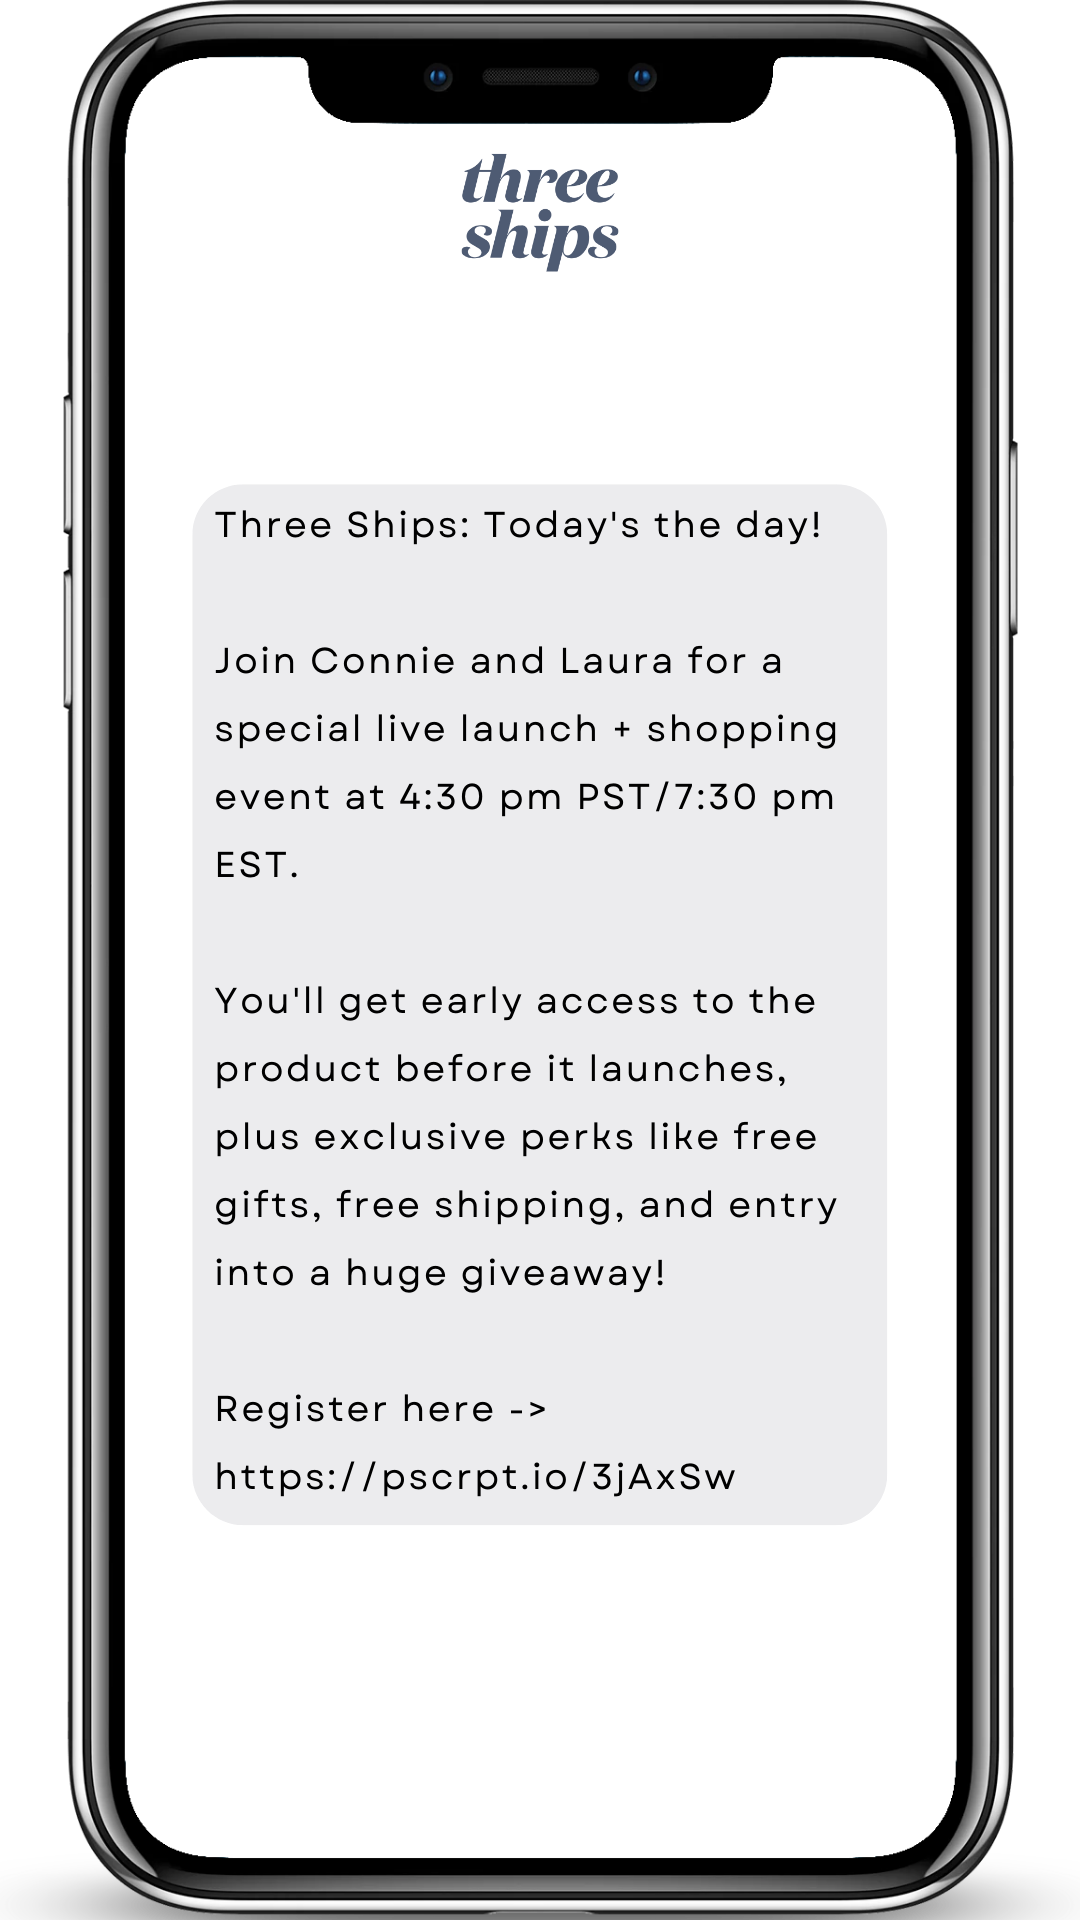 three
ships
Three Ships: Today's the day!
Join Connie and Laura for a
special live launch + shopping
event at 4:30 pm PST/7:30 pm
EST.
You'll get early access to the
product before it launches,
plus exclusive perks like free
gifts, free shipping, and entry
into a huge giveaway!
Register here ->
https://pscrpt.io/3jAxSw